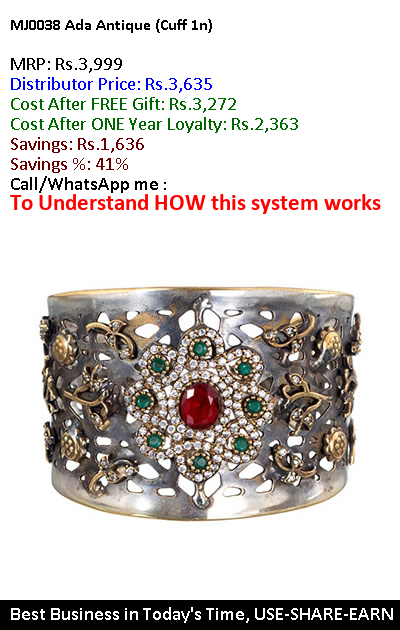 MJ0038 Ada Antique (Cuff 1n)
MRP: Rs.3,999
Distributor Price: Rs.3,635
Cost After FREE Gift: Rs.3,272
Cost After ONE Year Loyalty: Rs.2,363
Savings: Rs.1,636
Savings %: 41%
Call/WhatsApp me :
To Understand HOW this system works
Best Business in Today's Time, USE-SHARE-EARN